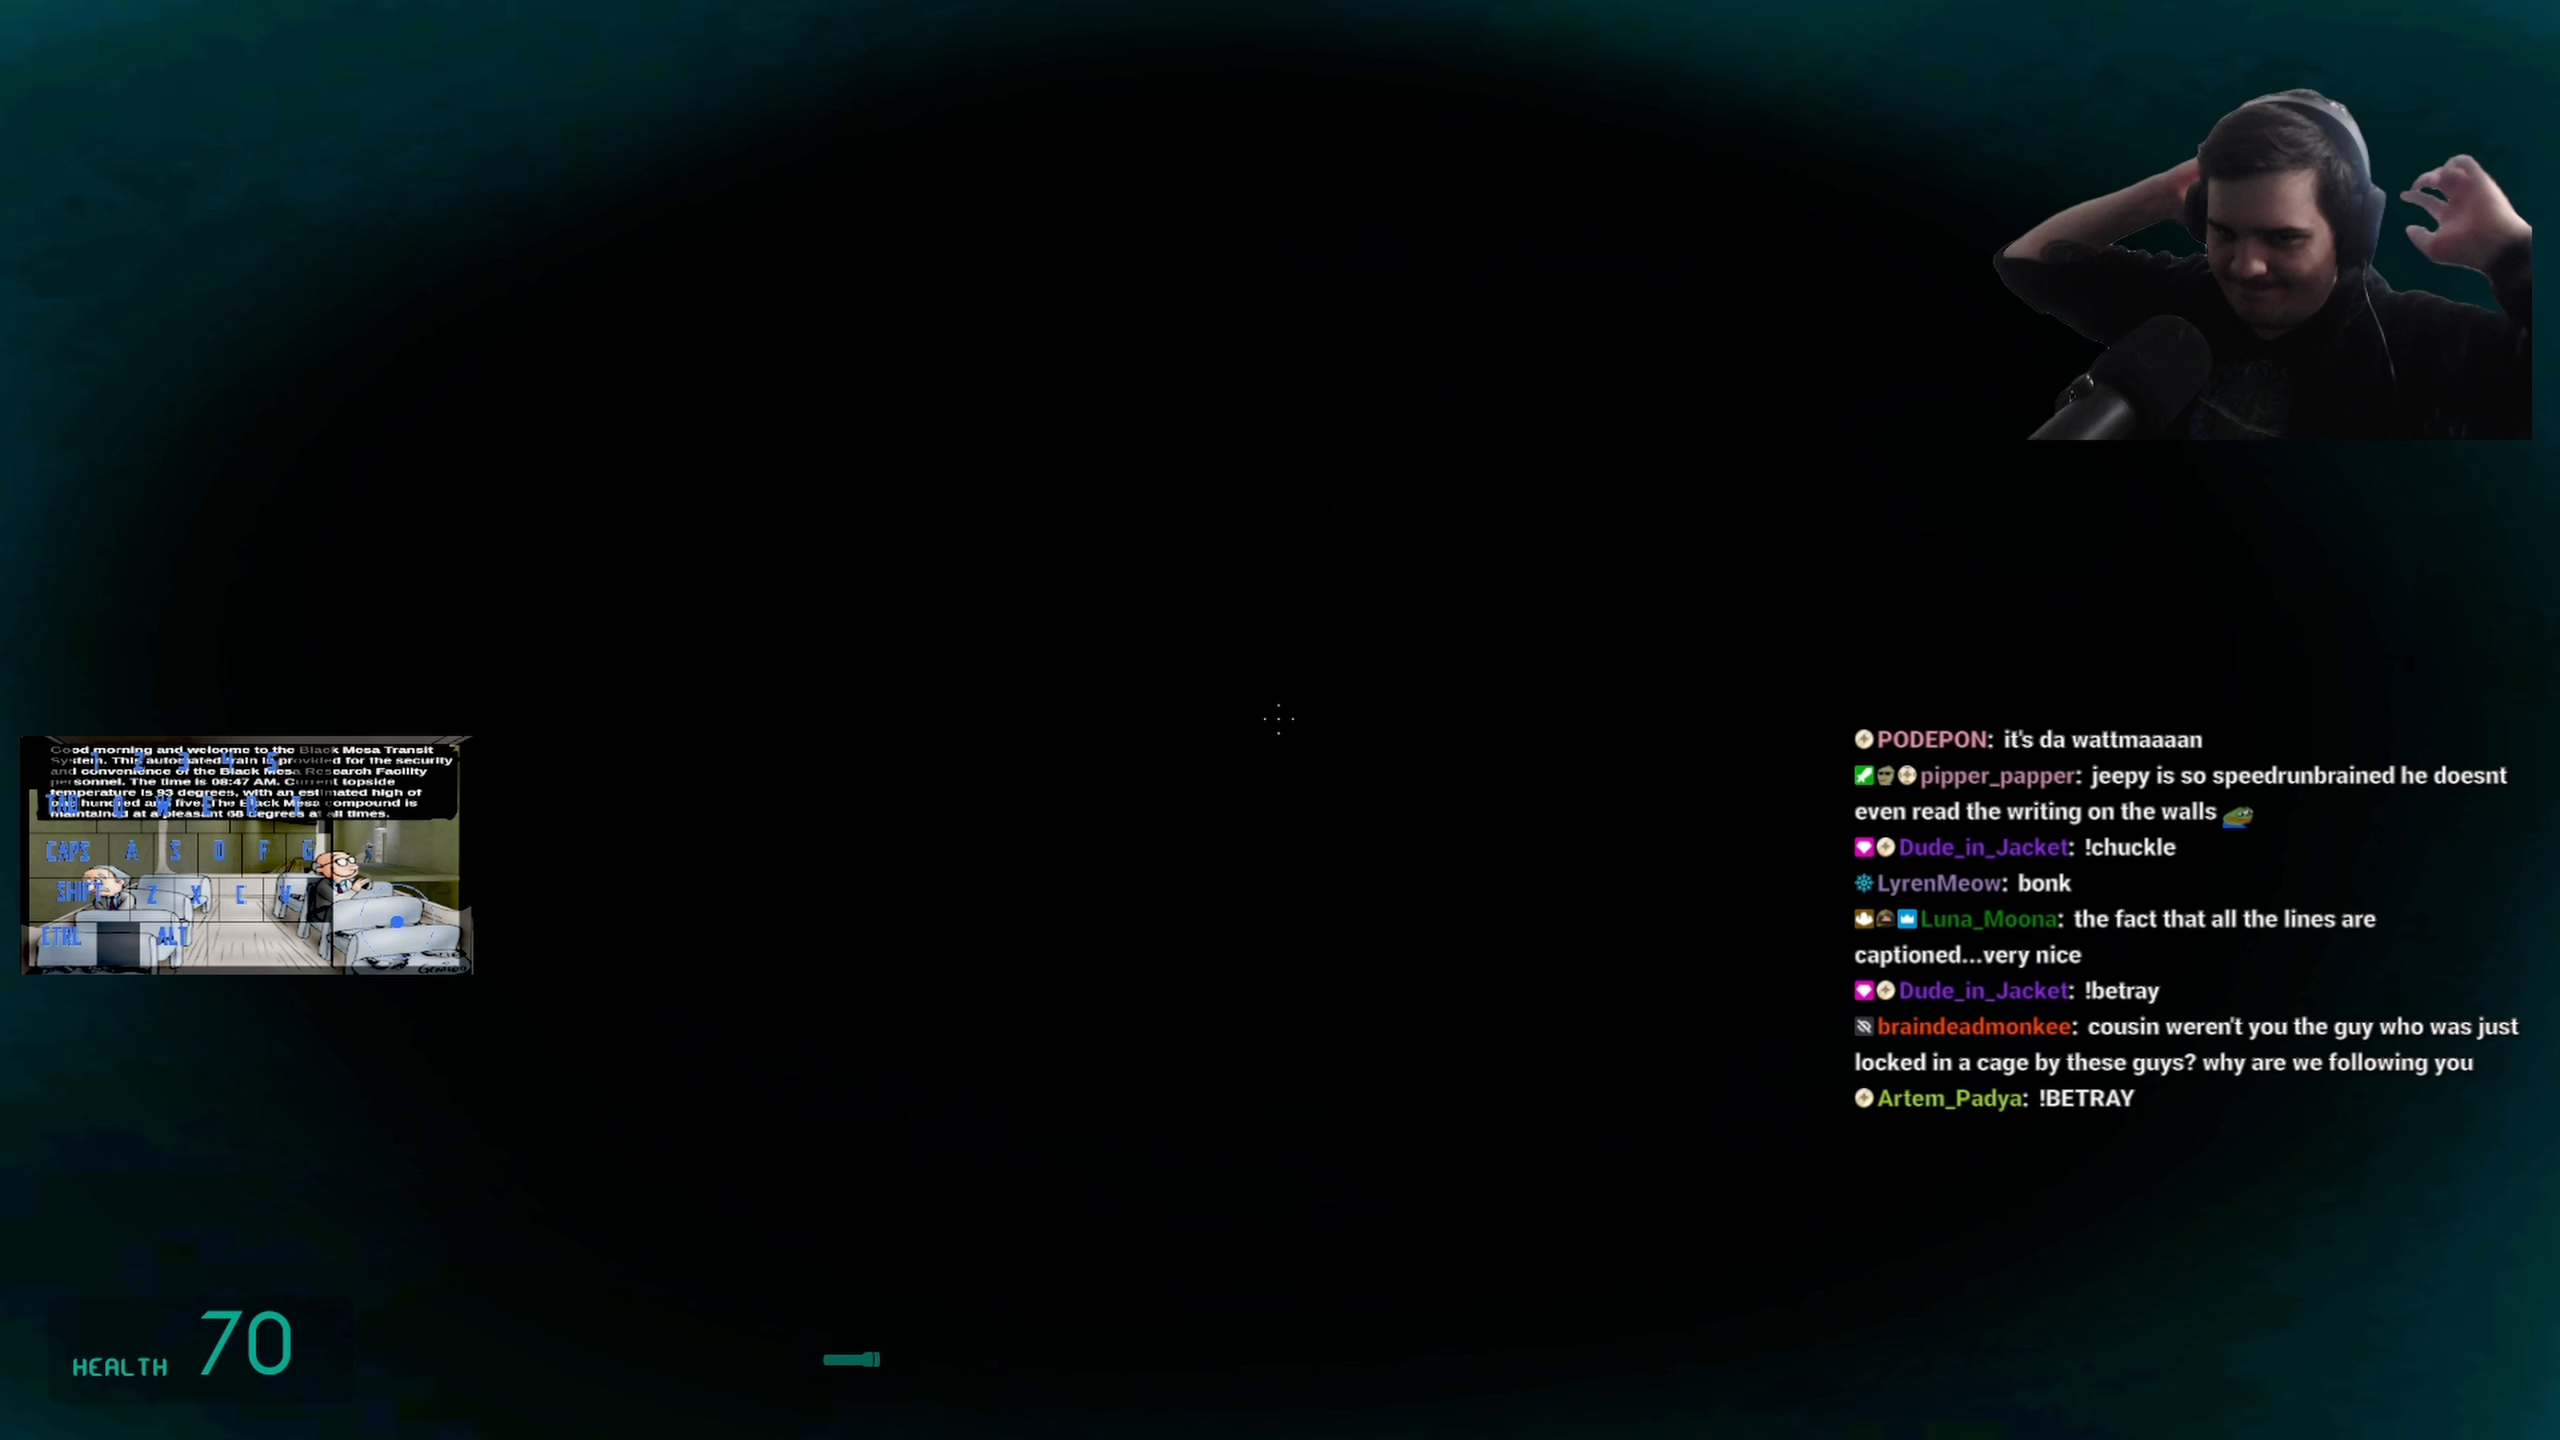 PODEPON: it's da wattmaaaan
pipper_papper: jeepy is so speedrunbrained he doesnt
even read the writing on the walls
Dude_in_Jacket: !chuckle
LyrenMeow: bonk
Luna_Moona: the fact that all the lines are
captioned...very nice
Dude_in_Jacket: !betray
braindeadmonkee: cousin weren't you the guy who was just
locked in a cage by these guys? why are we following you
Artem_Padya: !BETRAY
Good morning and welcome to the Black Mesa Transit
System. This automated train is provided for the security
and convenience of the Black Mesa Research Facility
personnel. The time is 08:47 AM. Current topside
temperature is 93 degrees, with an estimated high of
one hundred and five. The Black Mesa compound is
maintained at a pleasant 68 degrees at all times.
1 2 3 4 5
TAB Q W E R T
CAPS A S D F G
SHIFT Z X C V
CTRL ALT
HEALTH 70